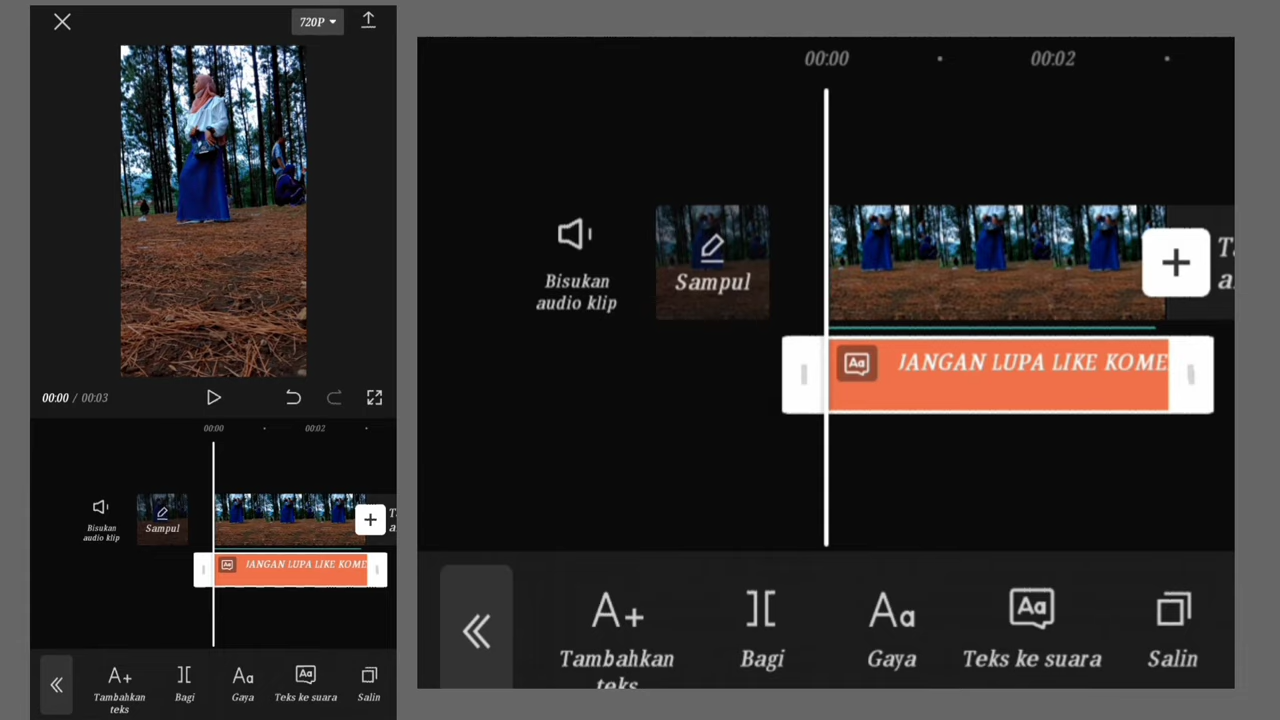 720P
00:00 / 00:03
00:00
00:02
Bisukan
audio klip
Sampul
JANGAN LUPA LIKE KOME
Tambahkan
teks
Bagi
Gaya
Teks ke suara
Salin
00:00
00:02
Bisukan
audio klip
Sampul
JANGAN LUPA LIKE KOME
Tambahkan
teks
Bagi
Gaya
Teks ke suara
Salin